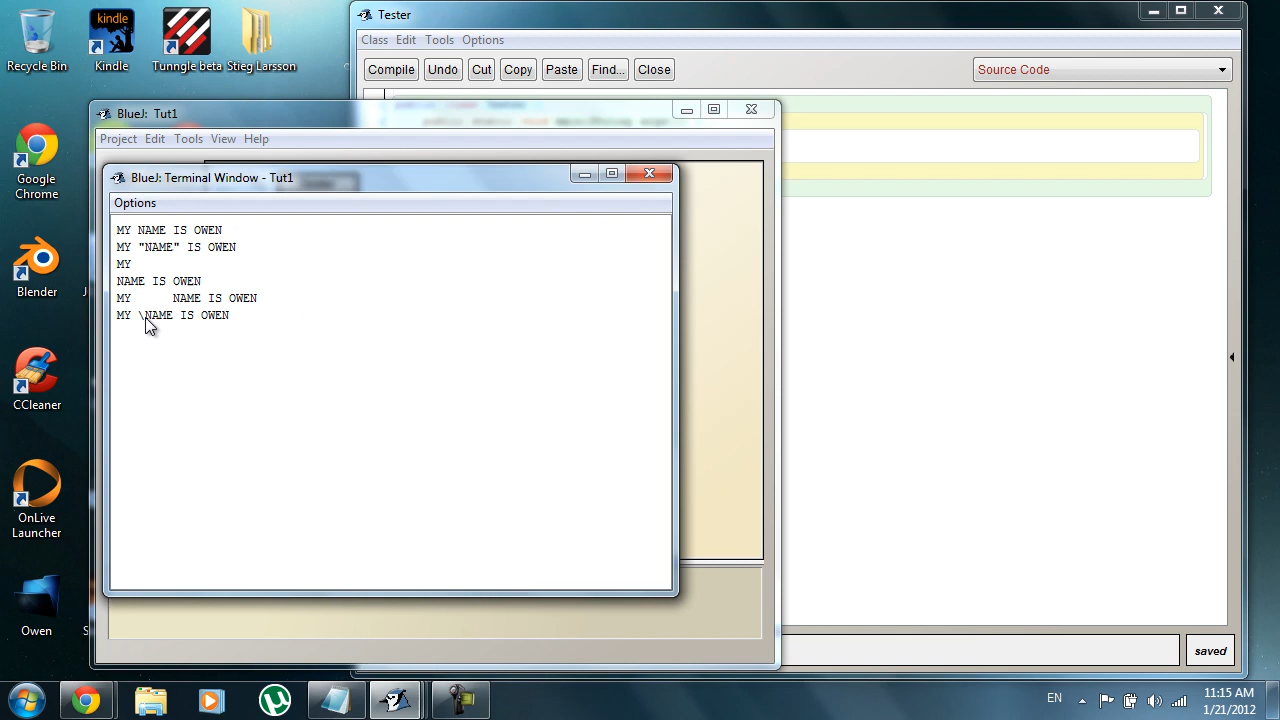 Recycle Bin
Kindle
Tunngle beta
Stieg Larsson
Google Chrome
Blender
CCleaner
OnLive Launcher
Owen
Tester
Class Edit Tools Options
Compile Undo Cut Copy Paste Find... Close
Source Code
BlueJ: Tut1
Project Edit Tools View Help
BlueJ: Terminal Window - Tut1
Options
MY NAME IS OWEN
MY "NAME" IS OWEN
MY
NAME IS OWEN
MY      NAME IS OWEN
MY \NAME IS OWEN
saved
EN
11:15 AM
1/21/2012